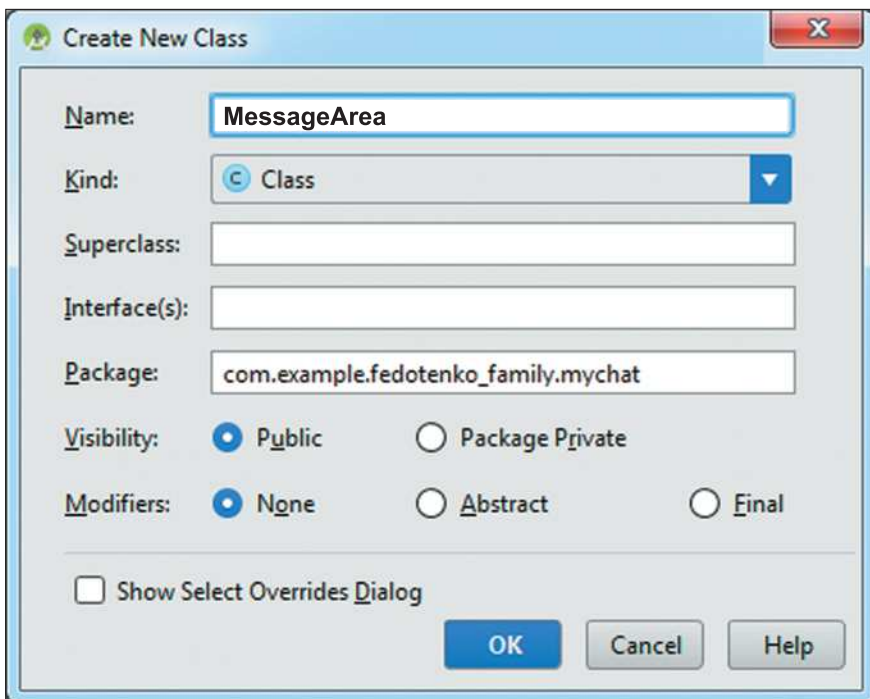 Create New Class
Name: MessageArea
Kind: C Class
Superclass:
Interface(s):
Package: com.example.fedotenko_family.mychat
Visibility: Public Package Private
Modifiers: None Abstract Final
Show Select Overrides Dialog
OK Cancel Help